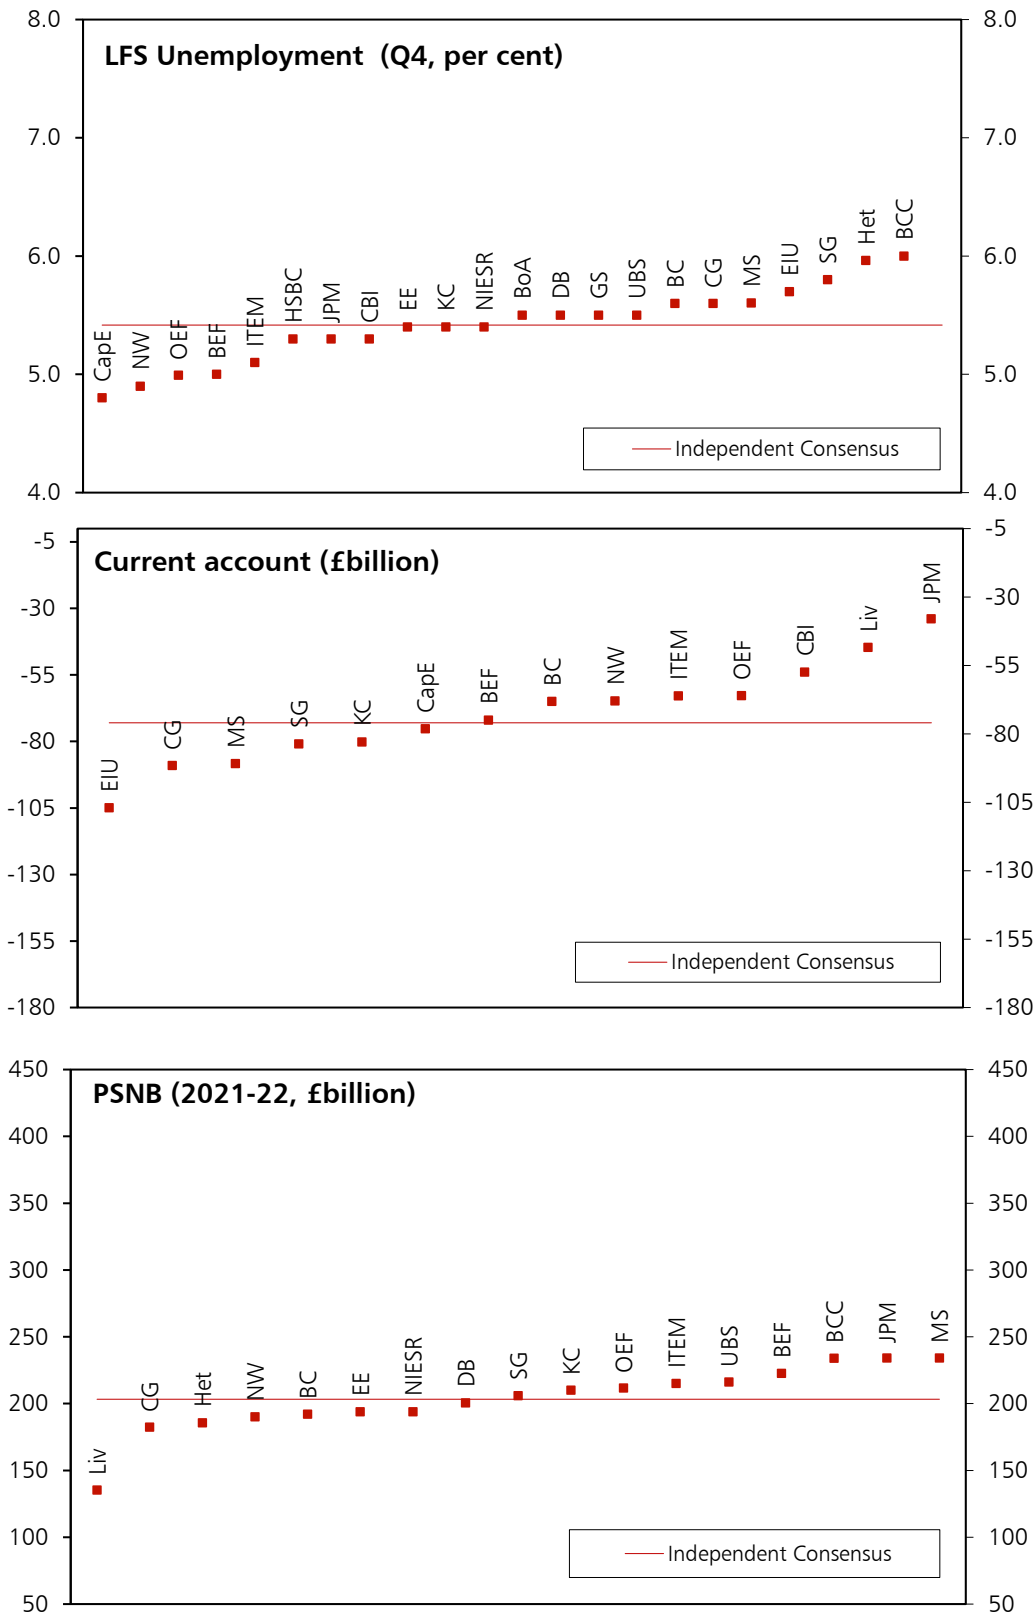 LFS Unemployment (Q4, per cent)
8.0
7.0
6.0
5.0
4.0
8.0
7.0
6.0
5.0
4.0
CapE
NW
OEF
BEF
ITEM
HSBC
JPM
CBI
EE
KC
NIESR
BoA
DB
GS
UBS
BC
CG
MS
EIU
SG
Het
BCC
Independent Consensus
Current account (£billion)
-5
-30
-55
-80
-105
-130
-155
-180
-5
-30
-55
-80
-105
-130
-155
-180
EIU
CG
MS
SG
KC
CapE
BEF
BC
NW
ITEM
OEF
CBI
Liv
JPM
Independent Consensus
PSNB (2021-22, £billion)
450
400
350
300
250
200
150
100
50
450
400
350
300
250
200
150
100
50
Liv
CG
Het
NW
BC
EE
NIESR
DB
SG
KC
OEF
ITEM
UBS
BEF
BCC
JPM
MS
Independent Consensus